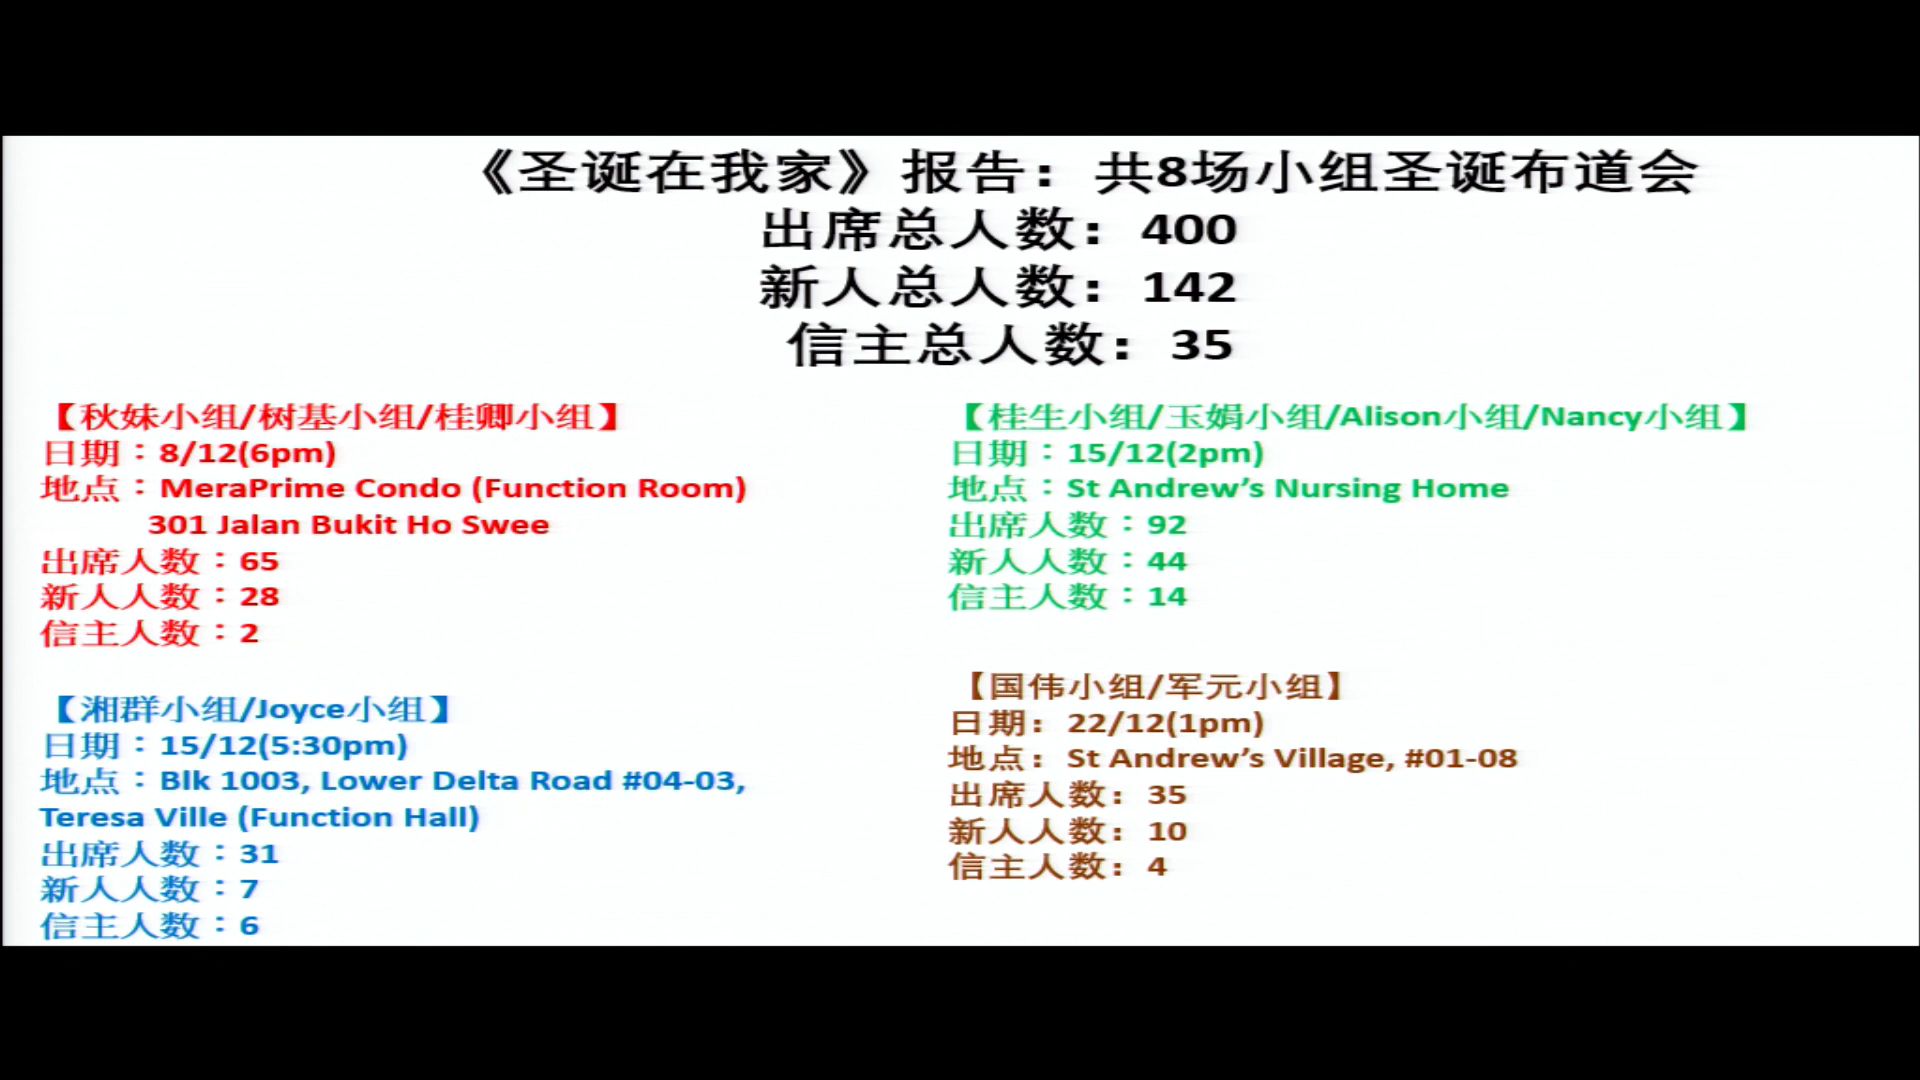 《圣诞在我家》报告：共8场小组圣诞布道会
出席总人数：400
新人总人数：142
信主总人数：35
【秋妹小组/树基小组/桂卿小组】
日期：8/12(6pm)
地点：MeraPrime Condo (Function Room)
301 Jalan Bukit Ho Swee
出席人数：65
新人人数：28
信主人数：2
【湘群小组/Joyce小组】
日期：15/12(5:30pm)
地点：Blk 1003, Lower Delta Road #04-03,
Teresa Ville (Function Hall)
出席人数：31
新人人数：7
信主人数：6
【桂生小组/玉娟小组/Alison小组/Nancy小组】
日期：15/12(2pm)
地点：St Andrew’s Nursing Home
出席人数：92
新人人数：44
信主人数：14
【国伟小组/军元小组】
日期：22/12(1pm)
地点：St Andrew’s Village, #01-08
出席人数：35
新人人数：10
信主人数：4